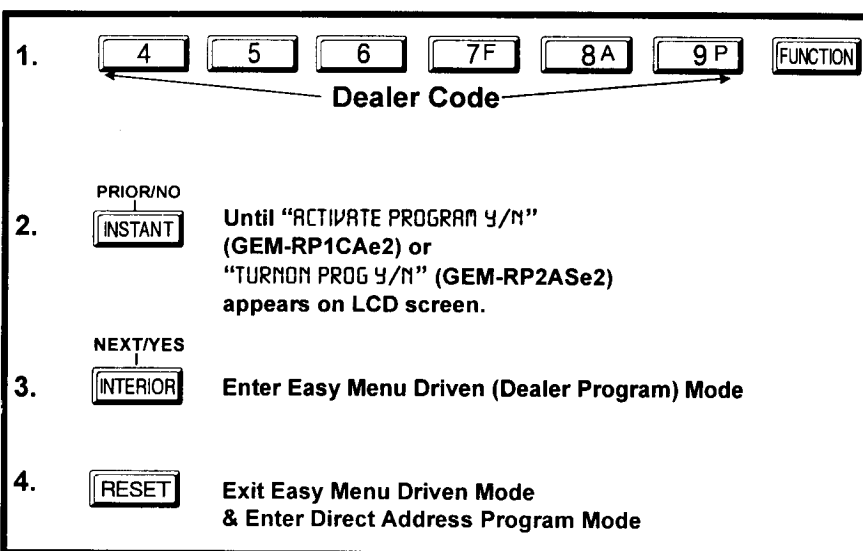 1. 4 5 6 7F 8A 9P FUNCTION
Dealer Code
PRIOR/NO
2. INSTANT Until "ACTIVATE PROGRAM Y/N"
(GEM-RP1CAe2) or
"TURNON PROG Y/N" (GEM-RP2ASe2)
appears on LCD screen.
NEXT/YES
3. INTERIOR Enter Easy Menu Driven (Dealer Program) Mode
4. RESET Exit Easy Menu Driven Mode
& Enter Direct Address Program Mode